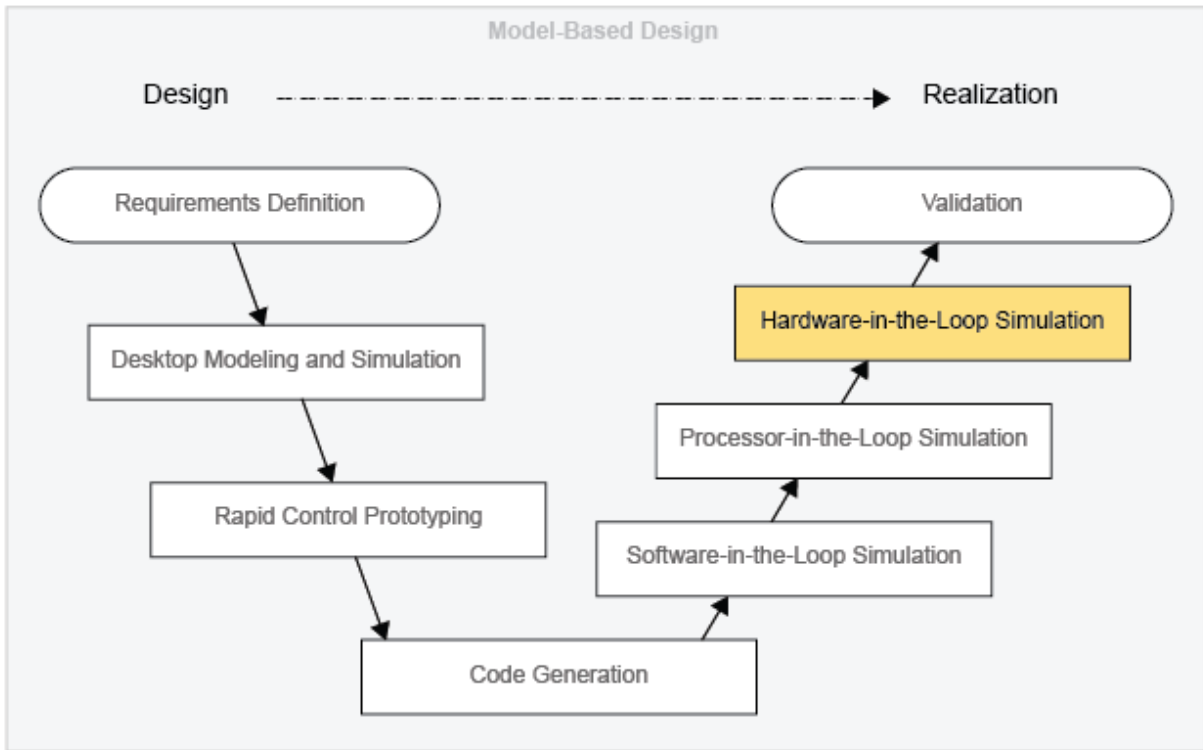 Model-Based Design
Design
Realization
Requirements Definition
Validation
Hardware-in-the-Loop Simulation
Desktop Modeling and Simulation
Processor-in-the-Loop Simulation
Rapid Control Prototyping
Software-in-the-Loop Simulation
Code Generation